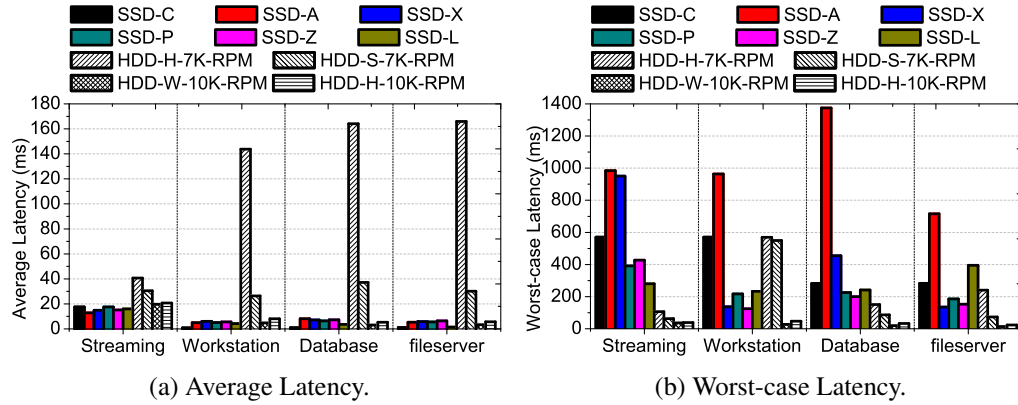 SSD-C SSD-A SSD-X
SSD-P SSD-Z SSD-L
HDD-H-7K-RPM HDD-S-7K-RPM
HDD-W-10K-RPM HDD-H-10K-RPM
180
160
140
120
100
80
60
40
20
0
Average Latency (ms)
Streaming Workstation Database fileserver
(a) Average Latency.
SSD-C SSD-A SSD-X
SSD-P SSD-Z SSD-L
HDD-H-7K-RPM HDD-S-7K-RPM
HDD-W-10K-RPM HDD-H-10K-RPM
1400
1200
1000
800
600
400
200
0
Worst-case Latency (ms)
Streaming Workstation Database fileserver
(b) Worst-case Latency.